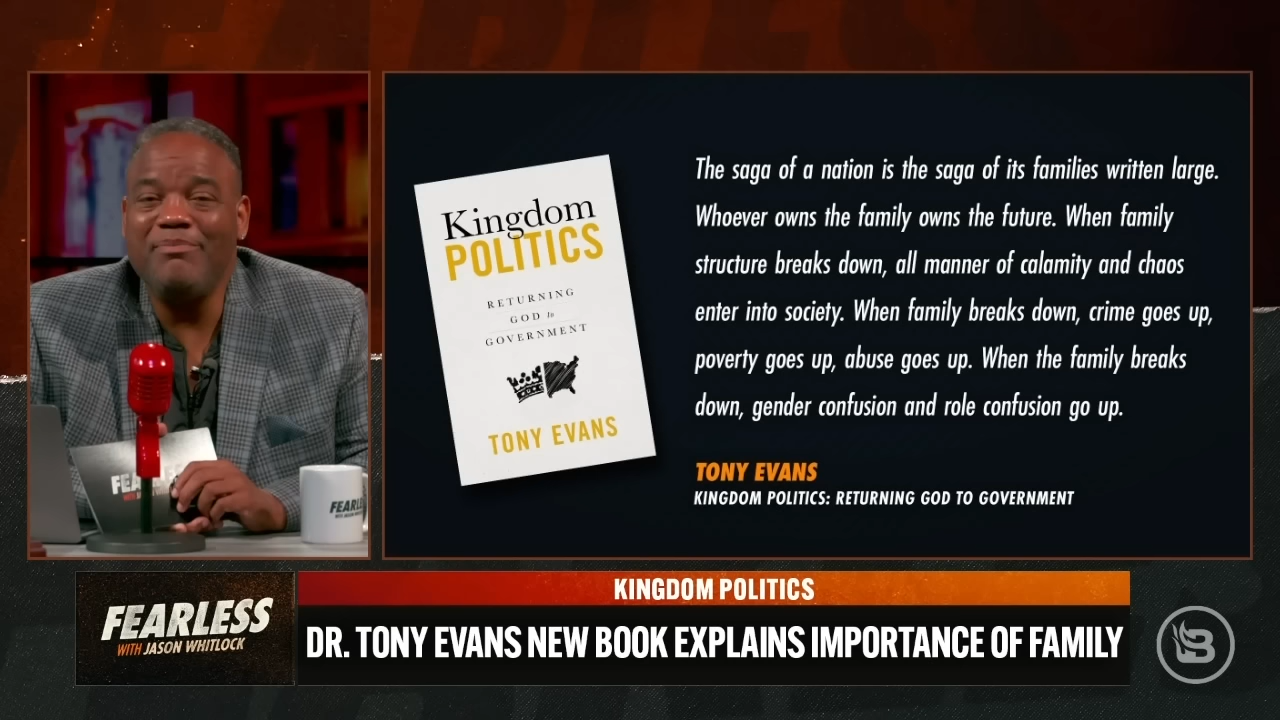 Kingdom
POLITICS
RETURNING
GOD to
GOVERNMENT
TONY EVANS
The saga of a nation is the saga of its families written large.
Whoever owns the family owns the future. When family
structure breaks down, all manner of calamity and chaos
enter into society. When family breaks down, crime goes up,
poverty goes up, abuse goes up. When the family breaks
down, gender confusion and role confusion go up.
TONY EVANS
KINGDOM POLITICS: RETURNING GOD TO GOVERNMENT
FEARLESS
KINGDOM POLITICS
FEARLESS
WITH JASON WHITLOCK
DR. TONY EVANS NEW BOOK EXPLAINS IMPORTANCE OF FAMILY
B